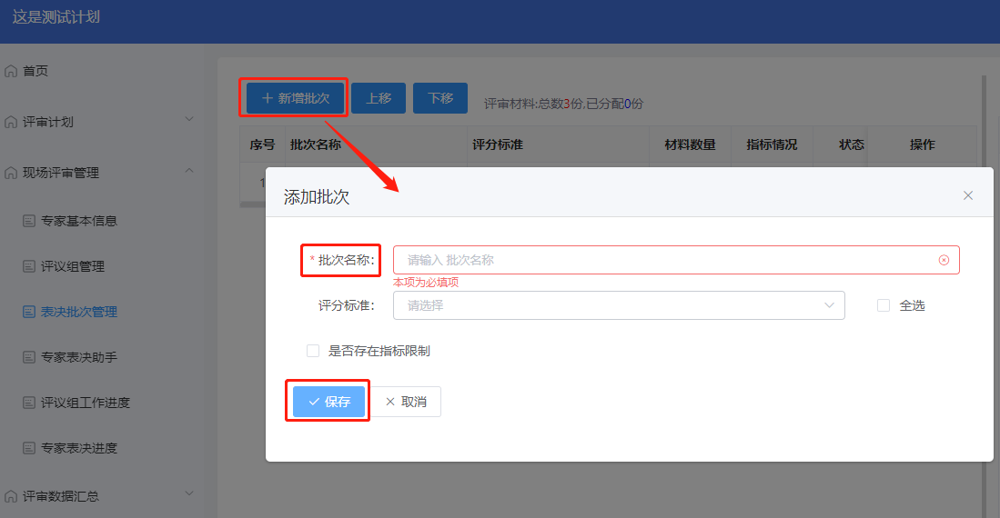 这是测试计划
首页
评审计划
现场评审管理
专家基本信息
评议组管理
表决批次管理
专家表决助手
评议组工作进度
专家表决进度
评审数据汇总
新增批次 上移 下移 评审材料:总数3份,已分配0份
序号 批次名称 评分标准 材料数量 指标情况 状态 操作
1
添加批次
* 批次名称: 请输入 批次名称
本项为必填项
评分标准: 请选择 全选
是否存在指标限制
保存 取消